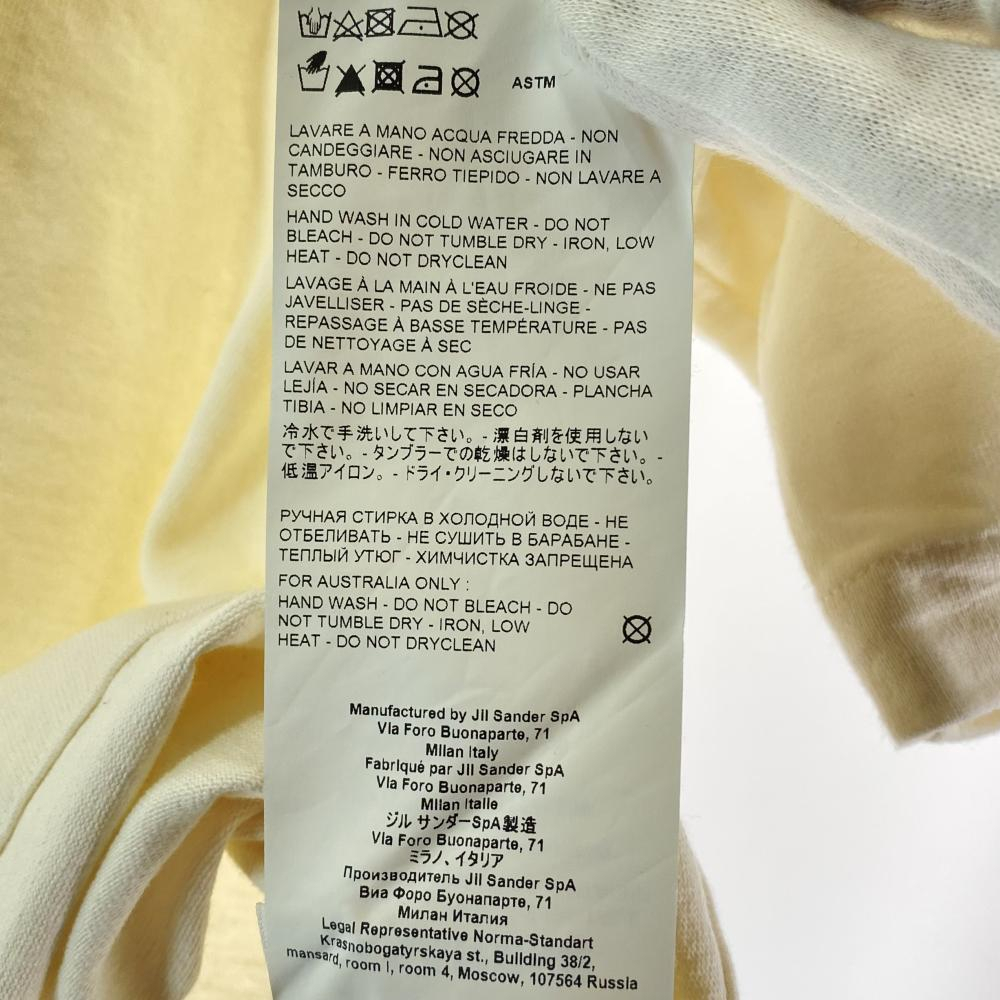 ASTM
LAVARE A MANO ACQUA FREDDA - NON
CANDEGGIARE - NON ASCIUGARE IN
TAMBURO - FERRO TIEPIDO - NON LAVARE A
SECCO
HAND WASH IN COLD WATER - DO NOT
BLEACH - DO NOT TUMBLE DRY - IRON, LOW
HEAT - DO NOT DRYCLEAN
LAVAGE À LA MAIN À L'EAU FROIDE - NE PAS
JAVELLISER - PAS DE SÈCHE-LINGE -
REPASSAGE À BASSE TEMPÉRATURE - PAS
DE NETTOYAGE À SEC
LAVAR A MANO CON AGUA FRÍA - NO USAR
LEJÍA - NO SECAR EN SECADORA - PLANCHA
TIBIA - NO LIMPIAR EN SECO
冷水で手洗いして下さい。- 漂白剤を使用しない
で下さい。- タンブラーでの乾燥はしないで下さい。-
低温アイロン。- ドライ・クリーニングしないで下さい。
РУЧНАЯ СТИРКА В ХОЛОДНОЙ ВОДЕ - НЕ
ОТБЕЛИВАТЬ - НЕ СУШИТЬ В БАРАБАНЕ -
ТЕПЛЫЙ УТЮГ - ХИМЧИСТКА ЗАПРЕЩЕНА
FOR AUSTRALIA ONLY :
HAND WASH - DO NOT BLEACH - DO
NOT TUMBLE DRY - IRON, LOW
HEAT - DO NOT DRYCLEAN
Manufactured by Jil Sander SpA
Via Foro Buonaparte, 71
Milan Italy
Fabriqué par Jil Sander SpA
Via Foro Buonaparte, 71
Milan Italie
ジル サンダーSpA製造
Via Foro Buonaparte, 71
ミラノ、イタリア
Производитель Jil Sander SpA
Виа Форо Буонапарте, 71
Милан Италия
Legal Representative Norma-Standart
Krasnobogatyrskaya st., Building 38/2,
mansard, room I, room 4, Moscow, 107564 Russia